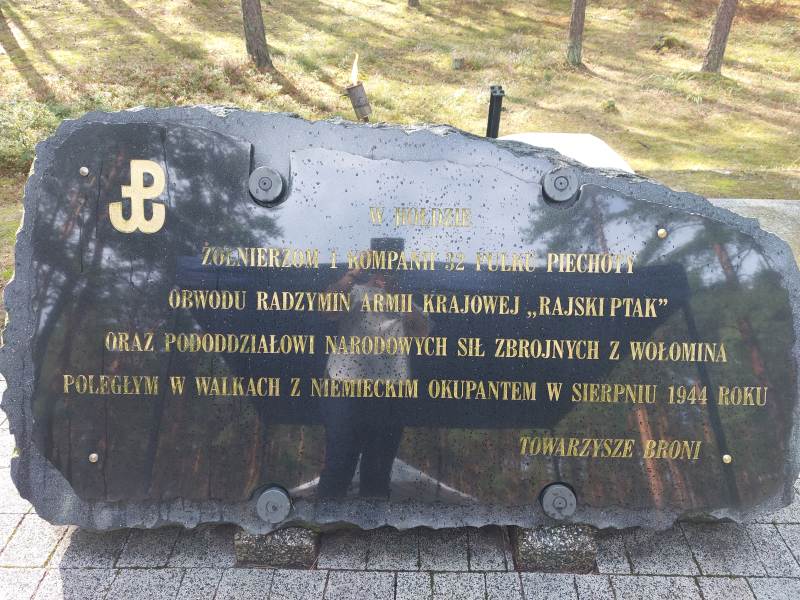 W HOŁDZIE
ŻOŁNIERZOM I KOMPANII 32 PUŁKU PIECHOTY
OBWODU RADZYMIN ARMII KRAJOWEJ „RAJSKI PTAK”
ORAZ PODODDZIAŁOWI NARODOWYCH SIŁ ZBROJNYCH Z WOŁOMINA
POLEGŁYM W WALKACH Z NIEMIECKIM OKUPANTEM W SIERPNIU 1944 ROKU
TOWARZYSZE BRONI